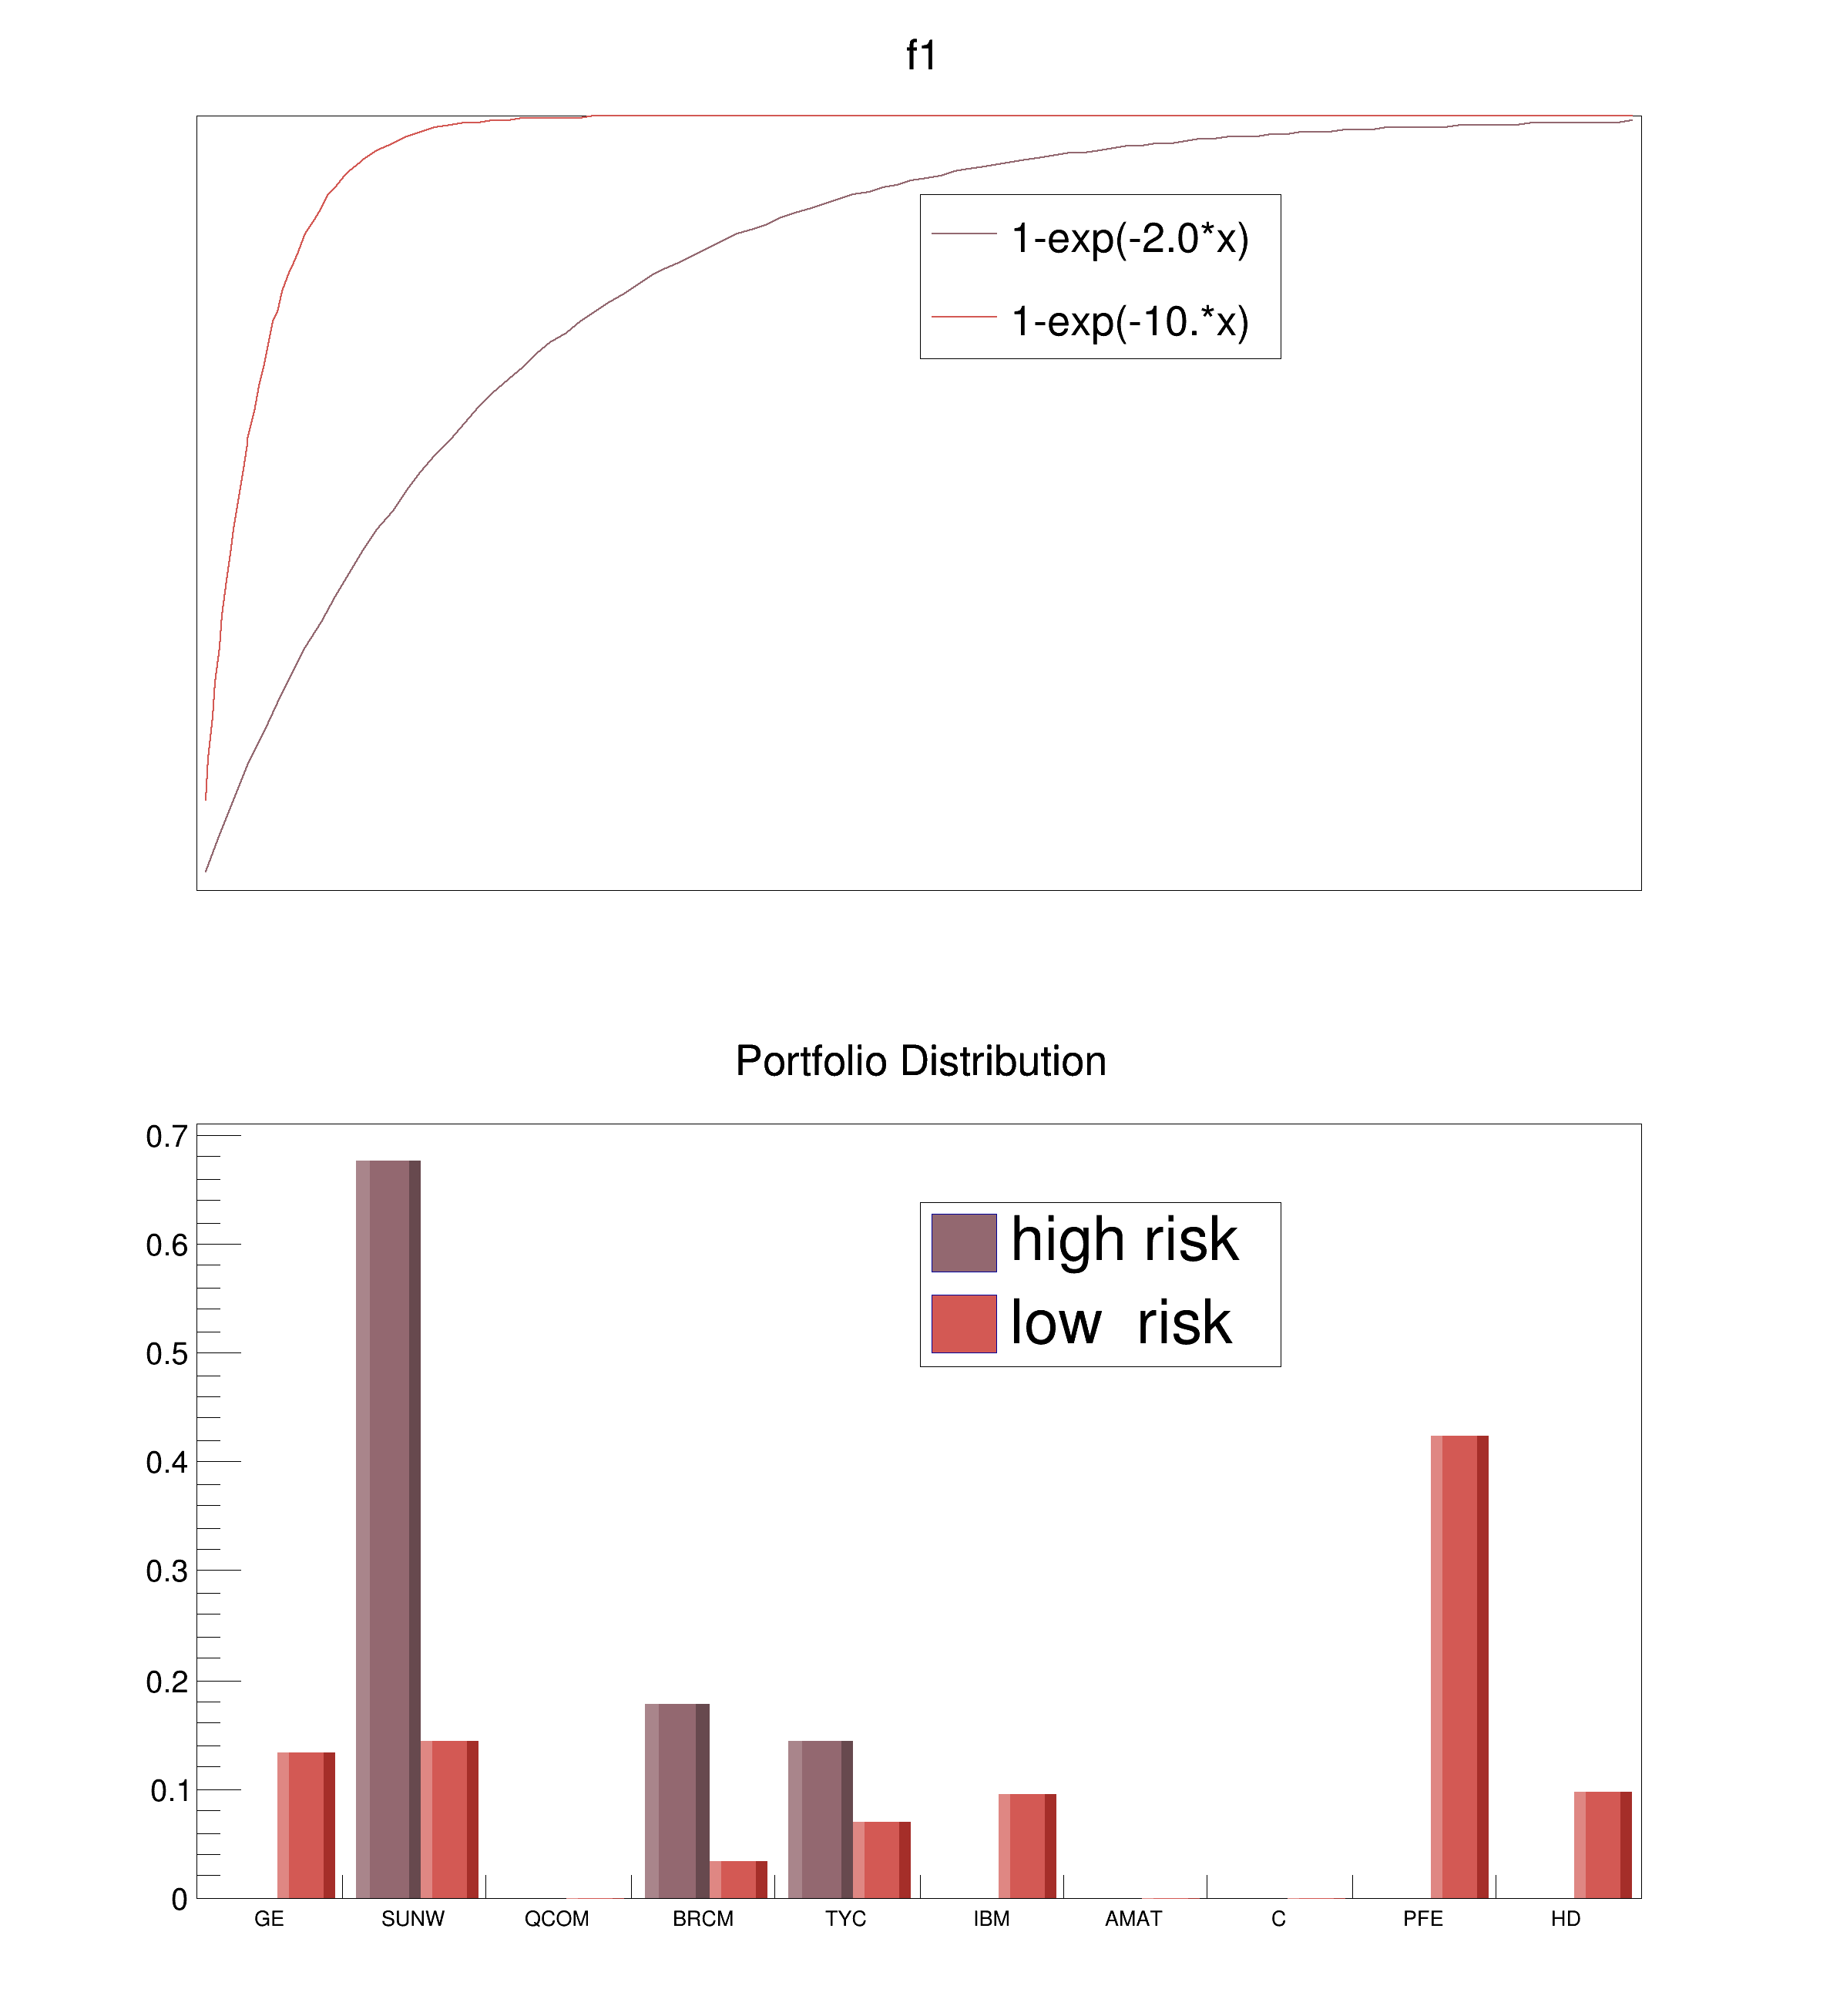 f1
1-exp(-2.0*x)
1-exp(-10.*x)
Portfolio Distribution
0.7
0.6
0.5
0.4
0.3
0.2
0.1
0
high risk
low  risk
GE SUNW QCOM BRCM TYC IBM AMAT C PFE HD